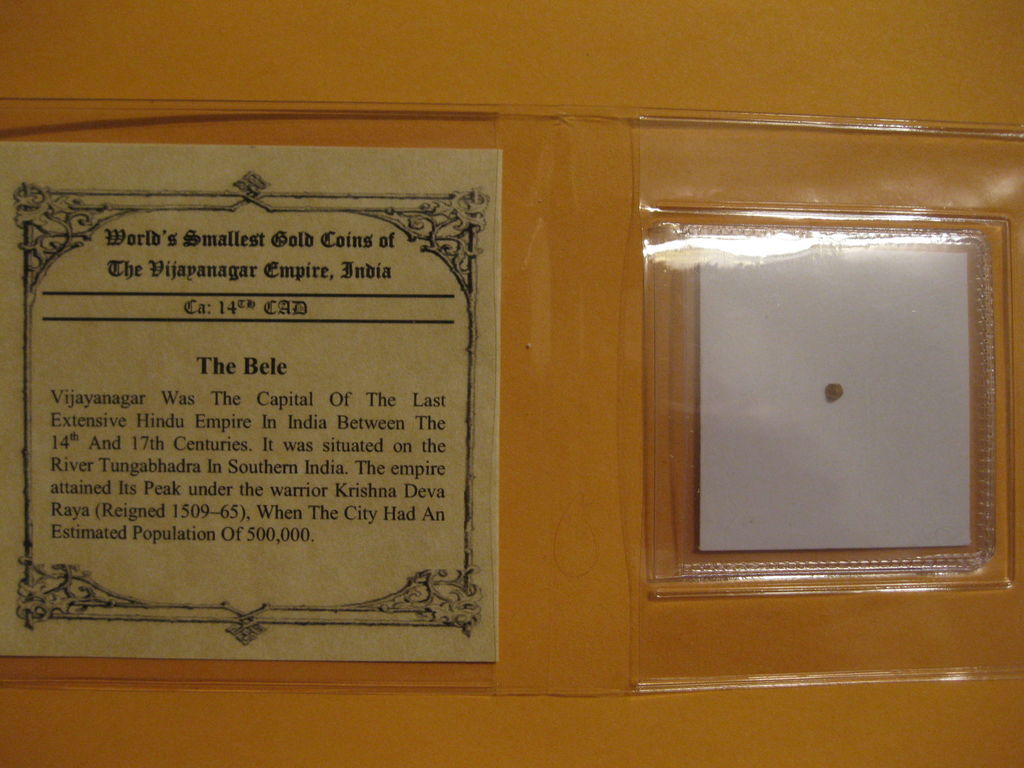 World's Smallest Gold Coins of
The Vijayanagar Empire, India
Ca: 14TH CAD
The Bele
Vijayanagar Was The Capital Of The Last
Extensive Hindu Empire In India Between The
14th And 17th Centuries. It was situated on the
River Tungabhadra In Southern India. The empire
attained Its Peak under the warrior Krishna Deva
Raya (Reigned 1509–65), When The City Had An
Estimated Population Of 500,000.